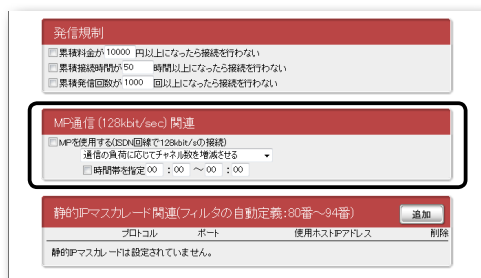 発信規制
累積料金が 10000 円以上になったら接続を行わない
累積接続時間が 50 時間以上になったら接続を行わない
累積発信回数が 1000 回以上になったら接続を行わない
MP通信(128kbit/sec)関連
MPを使用する(ISDN回線で128kbit/sの接続)
通信の負荷に応じてチャネル数を増減させる
時間帯を指定 00 : 00 ～ 00 : 00
静的IPマスカレード関連(フィルタの自動定義:80番～94番) 追加
プロトコル ポート 使用ホストIPアドレス 削除
静的IPマスカレードは設定されていません。